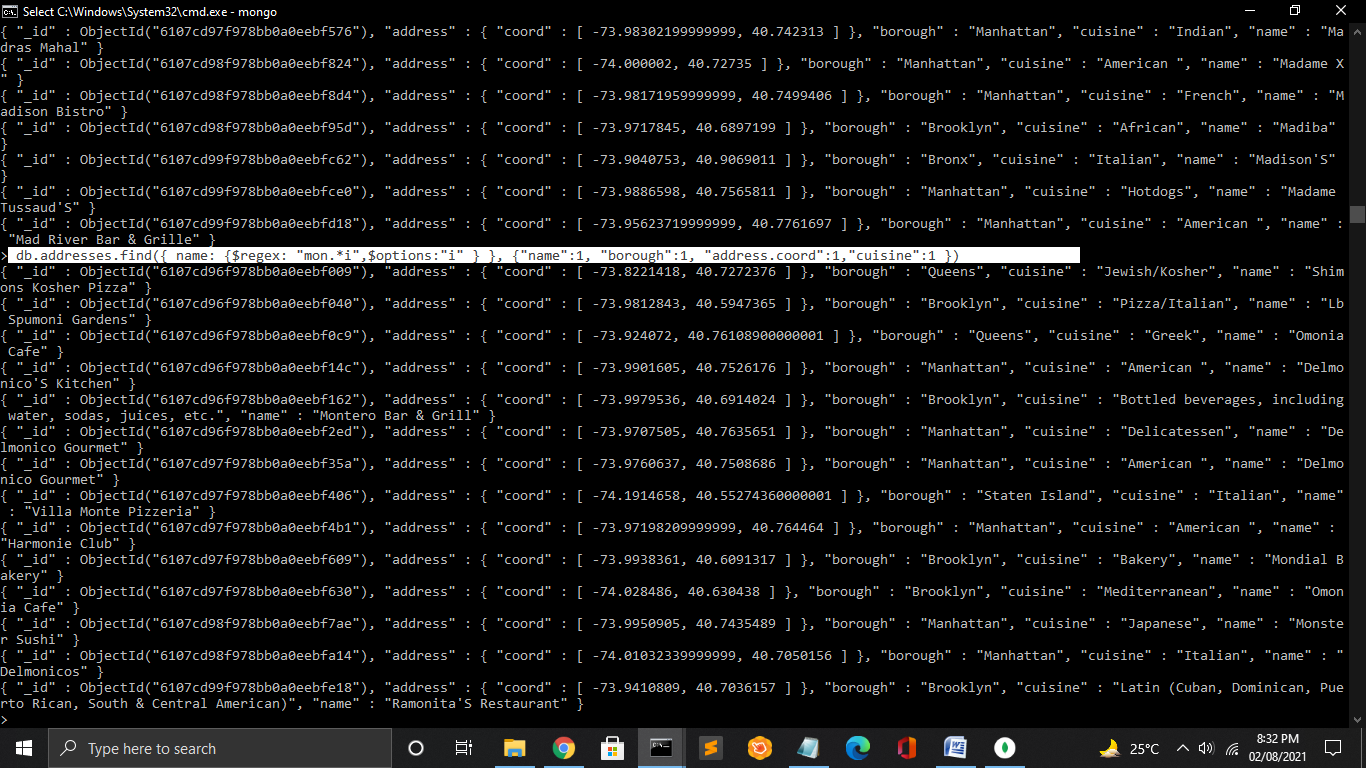 Select C:\Windows\System32\cmd.exe - mongo
{ "_id" : ObjectId("6107cd97f978bb0a0eebf576"), "address" : { "coord" : [ -73.98302199999999, 40.742313 ] }, "borough" : "Manhattan", "cuisine" : "Indian", "name" : "Ma
dras Mahal" }
{ "_id" : ObjectId("6107cd98f978bb0a0eebf824"), "address" : { "coord" : [ -74.000002, 40.72735 ] }, "borough" : "Manhattan", "cuisine" : "American ", "name" : "Madame X
" }
{ "_id" : ObjectId("6107cd98f978bb0a0eebf8d4"), "address" : { "coord" : [ -73.98171959999999, 40.7499406 ] }, "borough" : "Manhattan", "cuisine" : "French", "name" : "M
adison Bistro" }
{ "_id" : ObjectId("6107cd98f978bb0a0eebf95d"), "address" : { "coord" : [ -73.9717845, 40.6897199 ] }, "borough" : "Brooklyn", "cuisine" : "African", "name" : "Madiba"
}
{ "_id" : ObjectId("6107cd99f978bb0a0eebfc62"), "address" : { "coord" : [ -73.9040753, 40.9069011 ] }, "borough" : "Bronx", "cuisine" : "Italian", "name" : "Madison'S"
}
{ "_id" : ObjectId("6107cd99f978bb0a0eebfce0"), "address" : { "coord" : [ -73.9886598, 40.7565811 ] }, "borough" : "Manhattan", "cuisine" : "Hotdogs", "name" : "Madame
Tussaud'S" }
{ "_id" : ObjectId("6107cd99f978bb0a0eebfd18"), "address" : { "coord" : [ -73.95623719999999, 40.7761697 ] }, "borough" : "Manhattan", "cuisine" : "American ", "name" :
"Mad River Bar & Grille" }
> db.addresses.find({ name: {$regex: "mon.*i",$options:"i" } }, {"name":1, "borough":1, "address.coord":1,"cuisine":1 })
{ "_id" : ObjectId("6107cd96f978bb0a0eebf009"), "address" : { "coord" : [ -73.8221418, 40.7272376 ] }, "borough" : "Queens", "cuisine" : "Jewish/Kosher", "name" : "Shim
ons Kosher Pizza" }
{ "_id" : ObjectId("6107cd96f978bb0a0eebf040"), "address" : { "coord" : [ -73.9812843, 40.5947365 ] }, "borough" : "Brooklyn", "cuisine" : "Pizza/Italian", "name" : "Lb
Spumoni Gardens" }
{ "_id" : ObjectId("6107cd96f978bb0a0eebf0c9"), "address" : { "coord" : [ -73.924072, 40.76108900000001 ] }, "borough" : "Queens", "cuisine" : "Greek", "name" : "Omonia
Cafe" }
{ "_id" : ObjectId("6107cd96f978bb0a0eebf14c"), "address" : { "coord" : [ -73.9901605, 40.7526176 ] }, "borough" : "Manhattan", "cuisine" : "American ", "name" : "Delmo
nico'S Kitchen" }
{ "_id" : ObjectId("6107cd96f978bb0a0eebf162"), "address" : { "coord" : [ -73.9979536, 40.6914024 ] }, "borough" : "Brooklyn", "cuisine" : "Bottled beverages, including
water, sodas, juices, etc.", "name" : "Montero Bar & Grill" }
{ "_id" : ObjectId("6107cd96f978bb0a0eebf2ed"), "address" : { "coord" : [ -73.9707505, 40.7635651 ] }, "borough" : "Manhattan", "cuisine" : "Delicatessen", "name" : "De
lmonico Gourmet" }
{ "_id" : ObjectId("6107cd97f978bb0a0eebf35a"), "address" : { "coord" : [ -73.9760637, 40.7508686 ] }, "borough" : "Manhattan", "cuisine" : "American ", "name" : "Delmo
nico Gourmet" }
{ "_id" : ObjectId("6107cd97f978bb0a0eebf406"), "address" : { "coord" : [ -74.1914658, 40.55274360000001 ] }, "borough" : "Staten Island", "cuisine" : "Italian", "name"
: "Villa Monte Pizzeria" }
{ "_id" : ObjectId("6107cd97f978bb0a0eebf4b1"), "address" : { "coord" : [ -73.97198209999999, 40.764464 ] }, "borough" : "Manhattan", "cuisine" : "American ", "name" :
"Harmonie Club" }
{ "_id" : ObjectId("6107cd97f978bb0a0eebf609"), "address" : { "coord" : [ -73.9938361, 40.6091317 ] }, "borough" : "Brooklyn", "cuisine" : "Bakery", "name" : "Mondial B
akery" }
{ "_id" : ObjectId("6107cd97f978bb0a0eebf630"), "address" : { "coord" : [ -74.028486, 40.630438 ] }, "borough" : "Brooklyn", "cuisine" : "Mediterranean", "name" : "Omon
ia Cafe" }
{ "_id" : ObjectId("6107cd98f978bb0a0eebf7ae"), "address" : { "coord" : [ -73.9950905, 40.7435489 ] }, "borough" : "Manhattan", "cuisine" : "Japanese", "name" : "Monste
r Sushi" }
{ "_id" : ObjectId("6107cd98f978bb0a0eebfa14"), "address" : { "coord" : [ -74.01032339999999, 40.7050156 ] }, "borough" : "Manhattan", "cuisine" : "Italian", "name" : "
Delmonicos" }
{ "_id" : ObjectId("6107cd99f978bb0a0eebfe18"), "address" : { "coord" : [ -73.9410809, 40.7036157 ] }, "borough" : "Brooklyn", "cuisine" : "Latin (Cuban, Dominican, Pue
rto Rican, South & Central American)", "name" : "Ramonita'S Restaurant" }
>
Type here to search
25°C
8:32 PM
02/08/2021